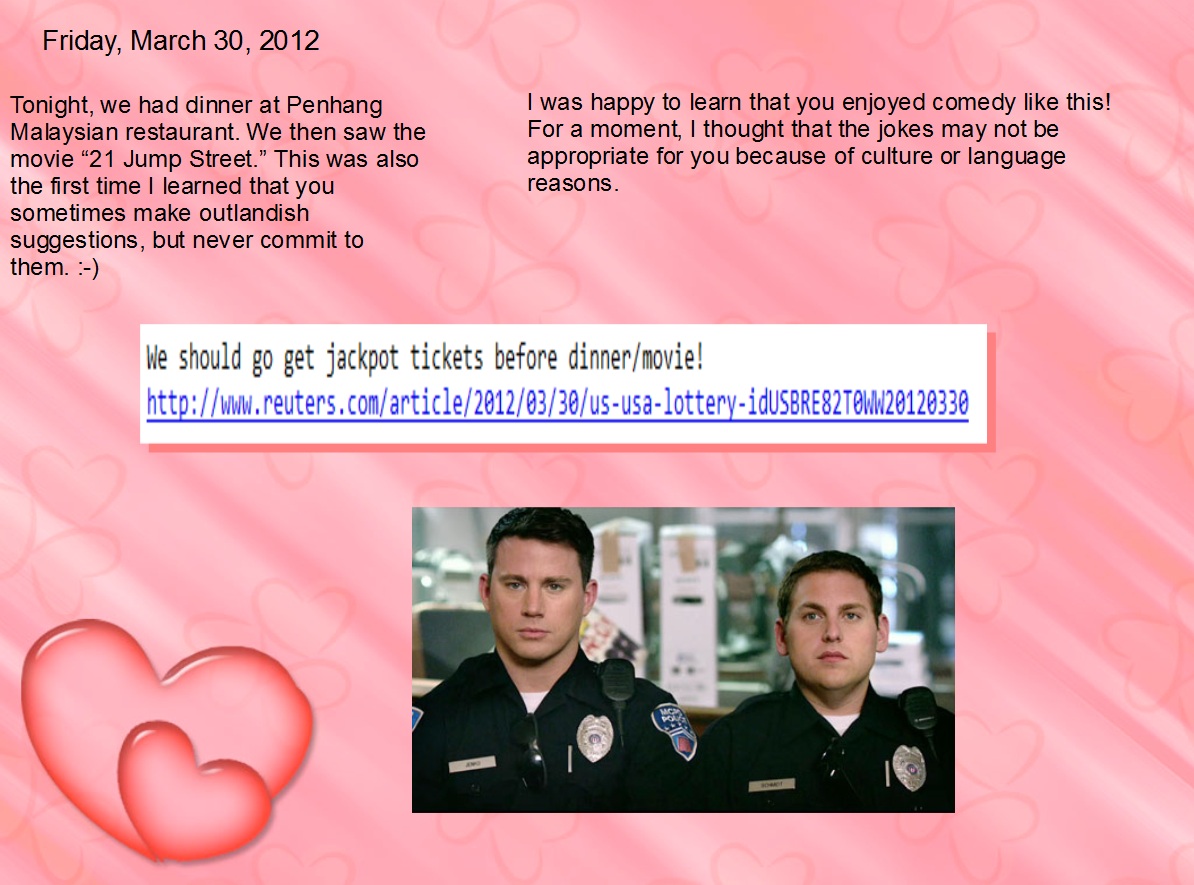 Friday, March 30, 2012
Tonight, we had dinner at Penhang
Malaysian restaurant. We then saw the
movie “21 Jump Street.” This was also
the first time I learned that you
sometimes make outlandish
suggestions, but never commit to
them. :-)
I was happy to learn that you enjoyed comedy like this!
For a moment, I thought that the jokes may not be
appropriate for you because of culture or language
reasons.
We should go get jackpot tickets before dinner/movie!
http://www.reuters.com/article/2012/03/30/us-usa-lottery-idUSBRE82T0WW20120330
POLICE